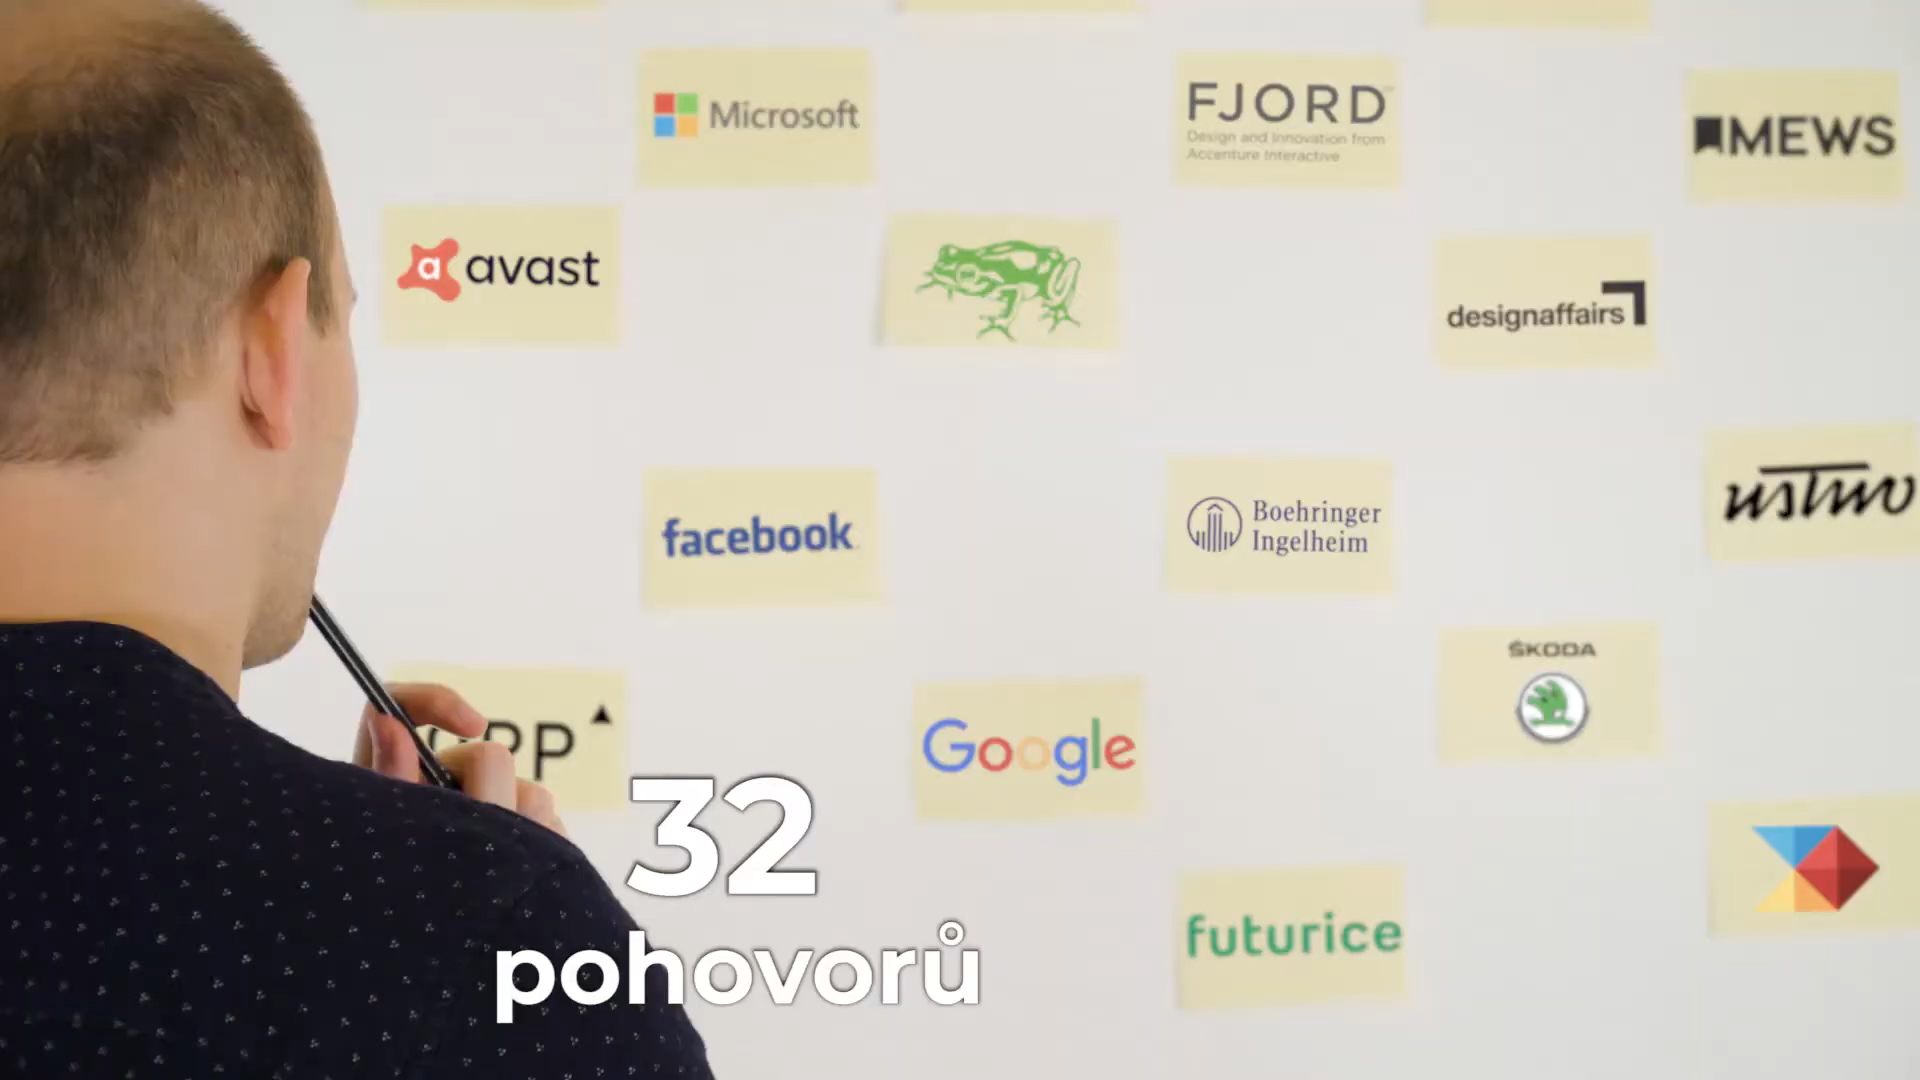 Microsoft
FJORD
Design and Innovation from
Accenture Interactive
MEWS
a avast
designaffairs
facebook
Boehringer
Ingelheim
ustwo
ŠKODA
Google
32
pohovorů
futurice